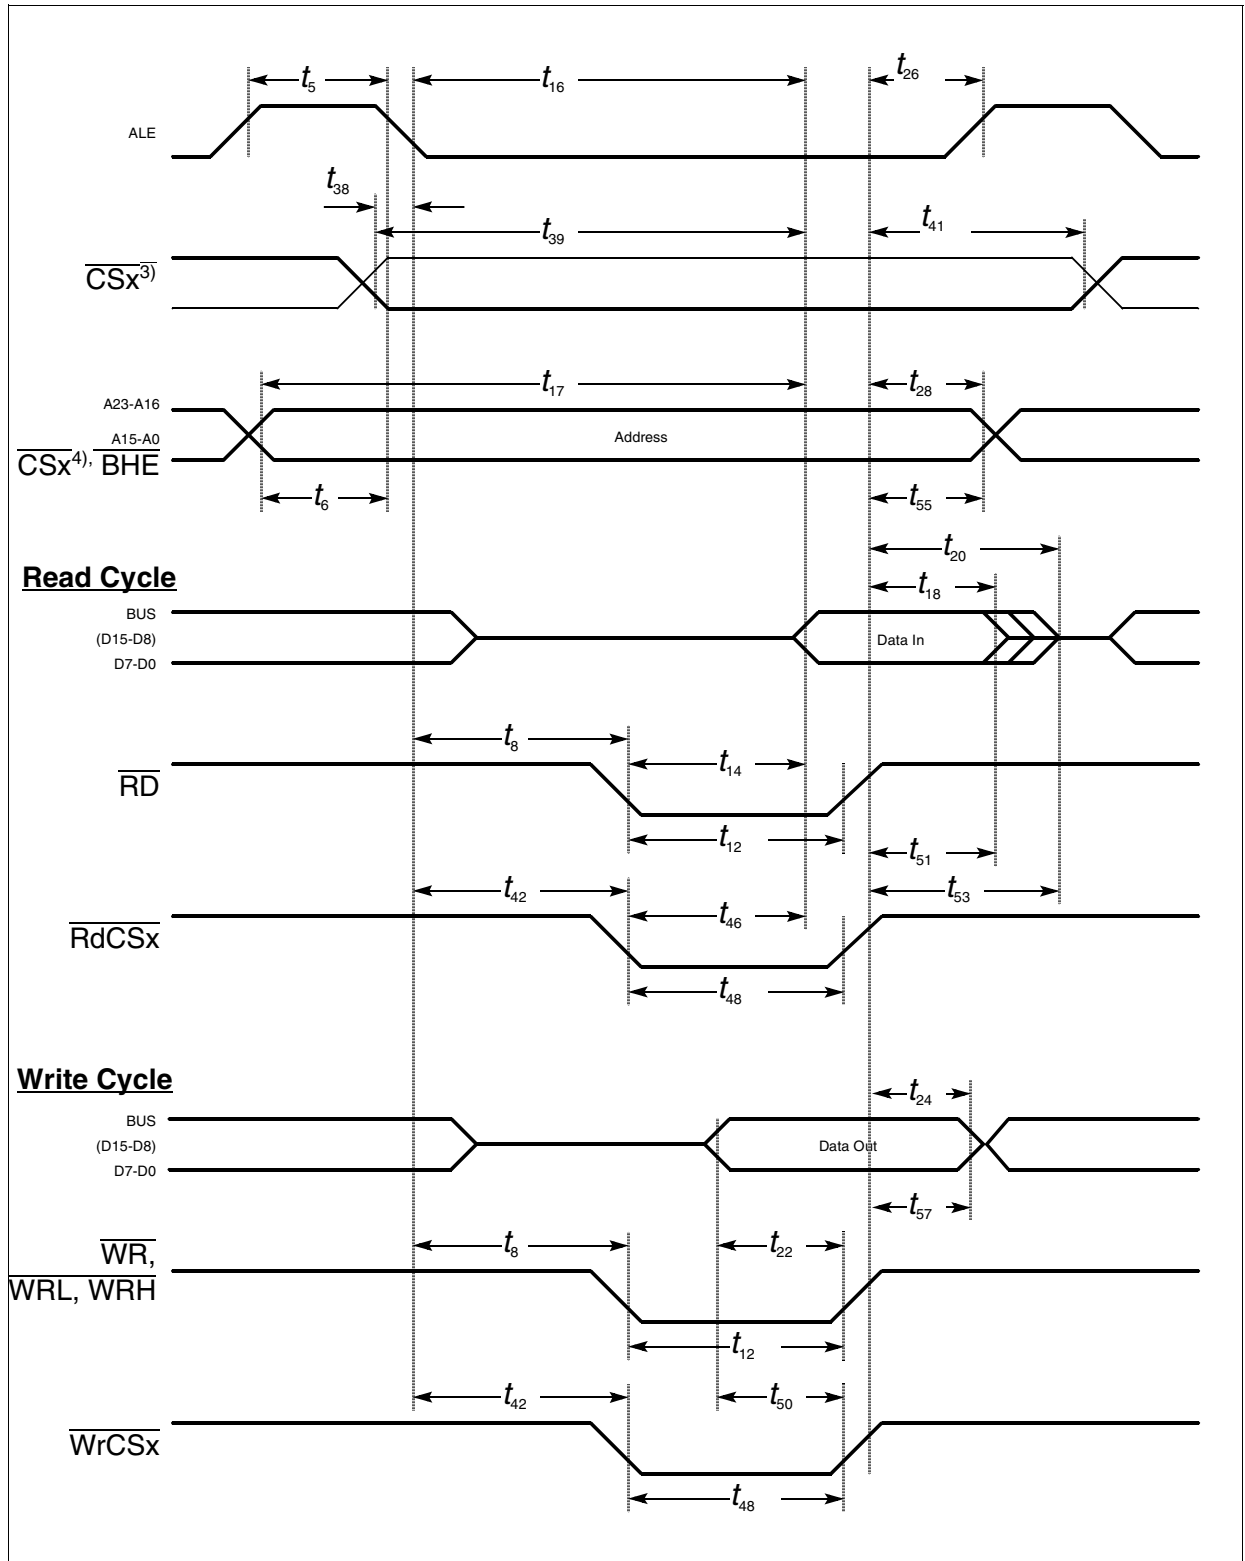 t5 t16 t26
ALE
t38
t39 t41
CSx3)
t17 t28
A23-A16
A15-A0 Address
CSx4), BHE
t6 t55
t20
Read Cycle
t18
BUS
(D15-D8) Data In
D7-D0
t8
t14
RD
t12 t51
t42 t53
t46
RdCSx
t48
Write Cycle
t24
BUS
(D15-D8) Data Out
D7-D0
t57
t8 t22
WR,
WRL, WRH
t12
t42 t50
WrCSx
t48